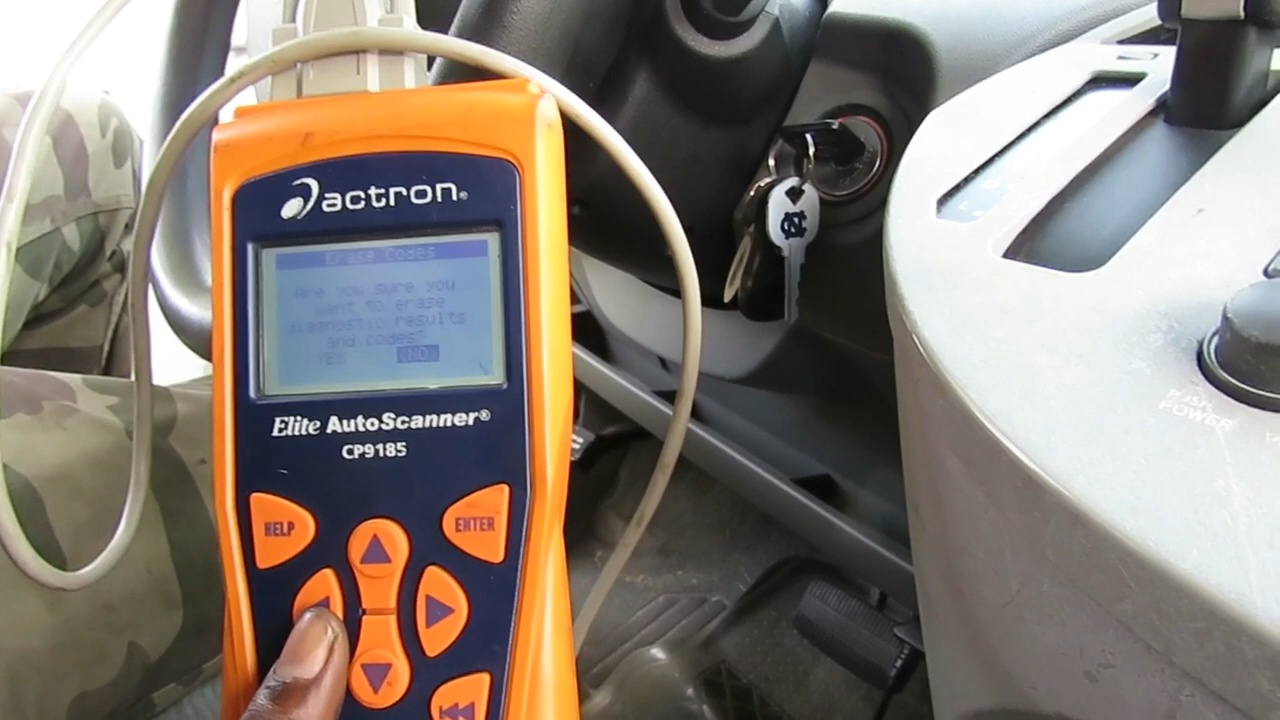 actron®
Erase Codes
Are you sure you
want to erase
diagnostic results
and codes?
YES NO
Elite AutoScanner®
CP9185
HELP
ENTER
PUSH
POWER